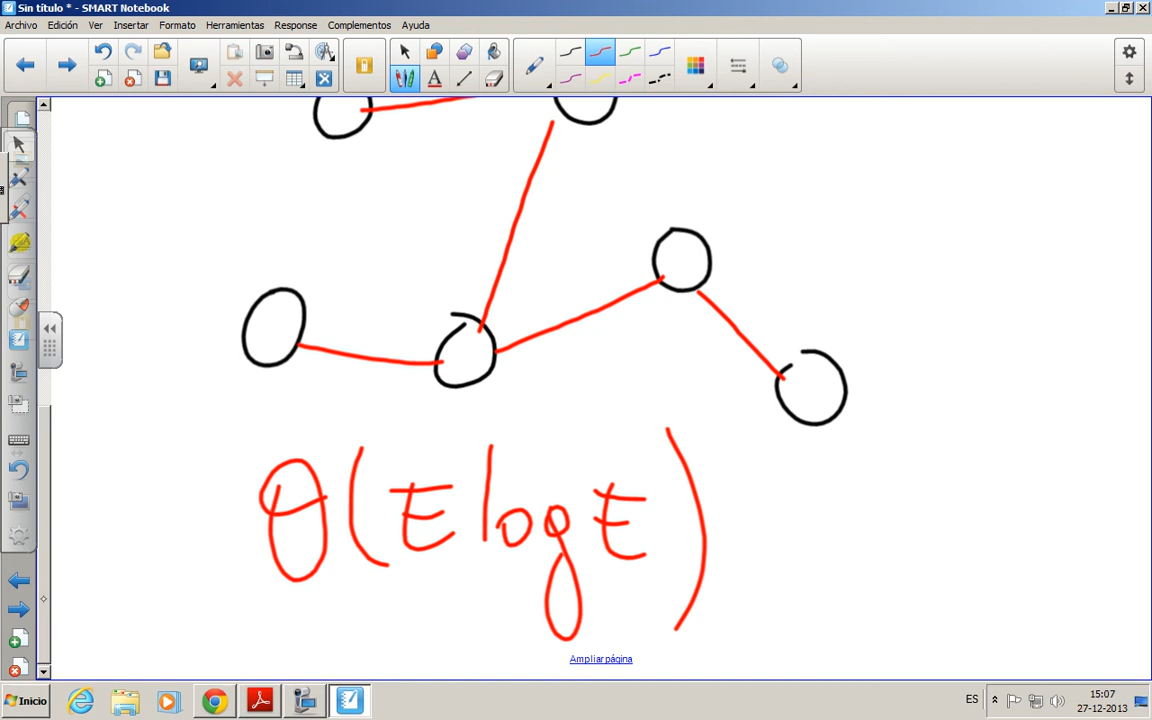 Sin título * - SMART Notebook
Archivo Edición Ver Insertar Formato Herramientas Response Complementos Ayuda
θ(E log E)
Ampliar página
Inicio
ES
15:07
27-12-2013